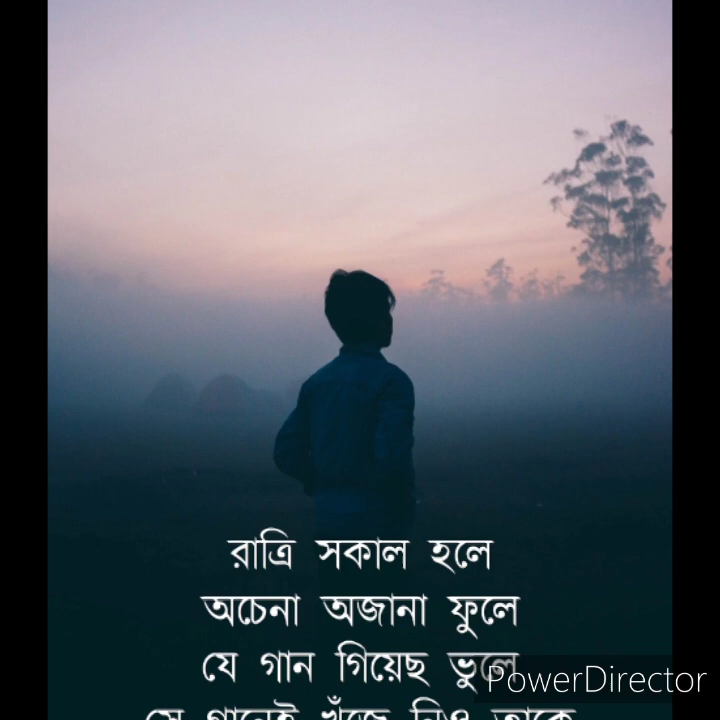 রাত্রি সকাল হলে
অচেনা অজানা ফুলে
যে গান গিয়েছ ভুলে
সে গানেই খুঁজে নিও তাকে
PowerDirector